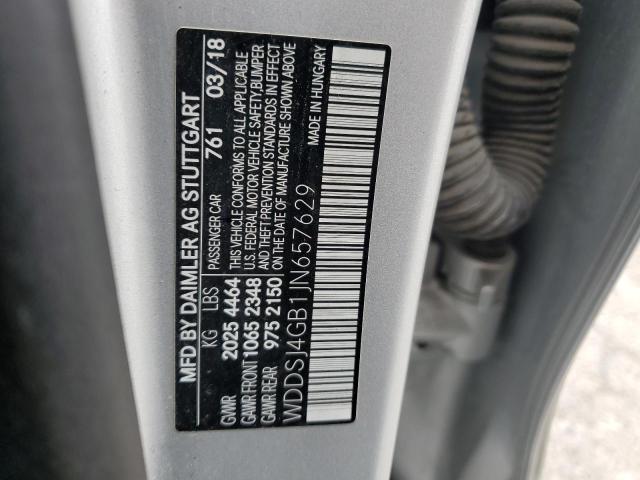 MFD BY DAIMLER AG STUTTGART
PASSENGER CAR 761 03/18
KG LBS
GVWR 2025 4464
GAWR FRONT 1065 2348
GAWR REAR 975 2150
THIS VEHICLE CONFORMS TO ALL APPLICABLE
U.S. FEDERAL MOTOR VEHICLE SAFETY, BUMPER
AND THEFT PREVENTION STANDARDS IN EFFECT
ON THE DATE OF MANUFACTURE SHOWN ABOVE
WDDSJ4GB1JN657629
MADE IN HUNGARY